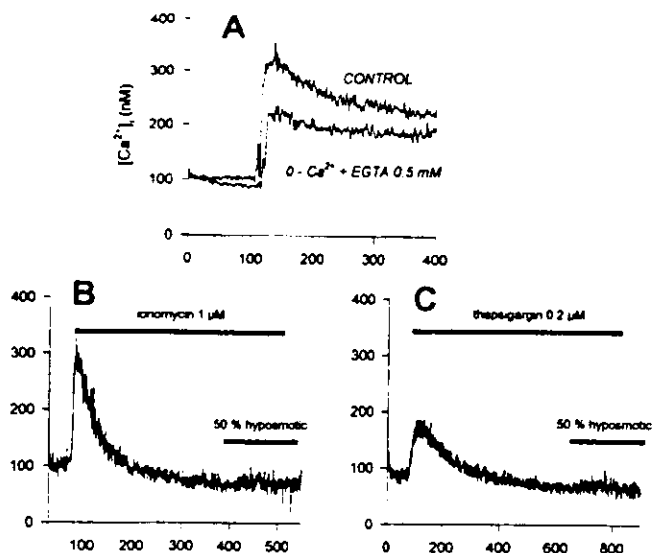 A
400
300
200
100
0
[Ca²⁺]ᵢ (nM)
CONTROL
0 - Ca²⁺ + EGTA 0.5 mM
0 100 200 300 400
B
400
300
200
100
0
ionomycin 1 µM
50 % hyposmotic
100 200 300 400 500
C
400
300
200
100
0
thapsigargin 0.2 µM
50 % hyposmotic
0 200 400 600 800